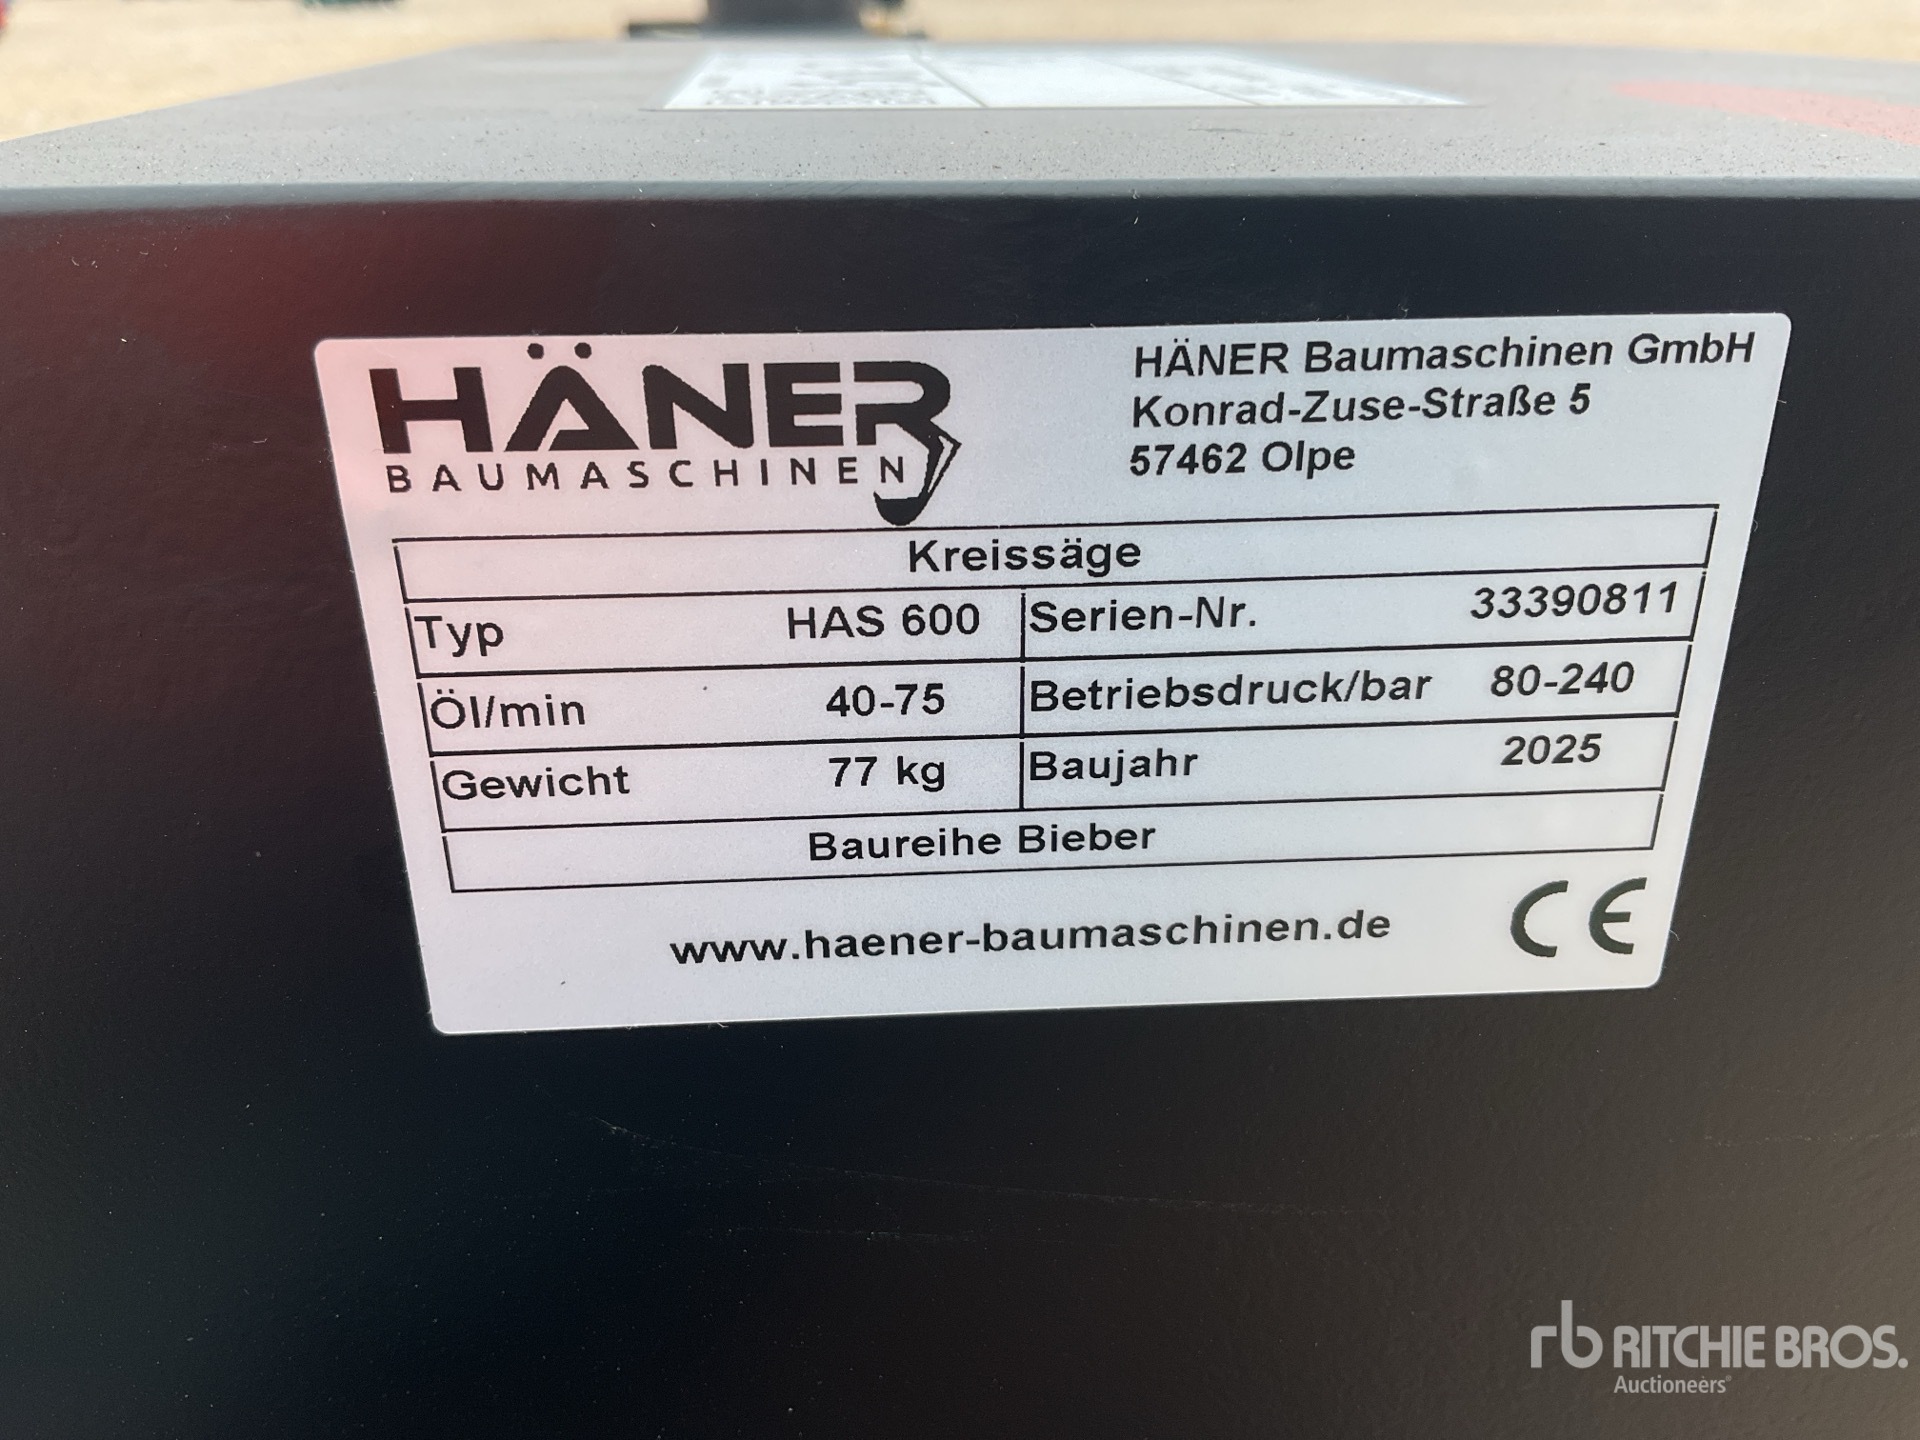 HÄNER
BAUMASCHINEN
HÄNER Baumaschinen GmbH
Konrad-Zuse-Straße 5
57462 Olpe
Kreissäge
Typ HAS 600 Serien-Nr. 33390811
Öl/min 40-75 Betriebsdruck/bar 80-240
Gewicht 77 kg Baujahr 2025
Baureihe Bieber
www.haener-baumaschinen.de CE
rb RITCHIE BROS.
Auctioneers